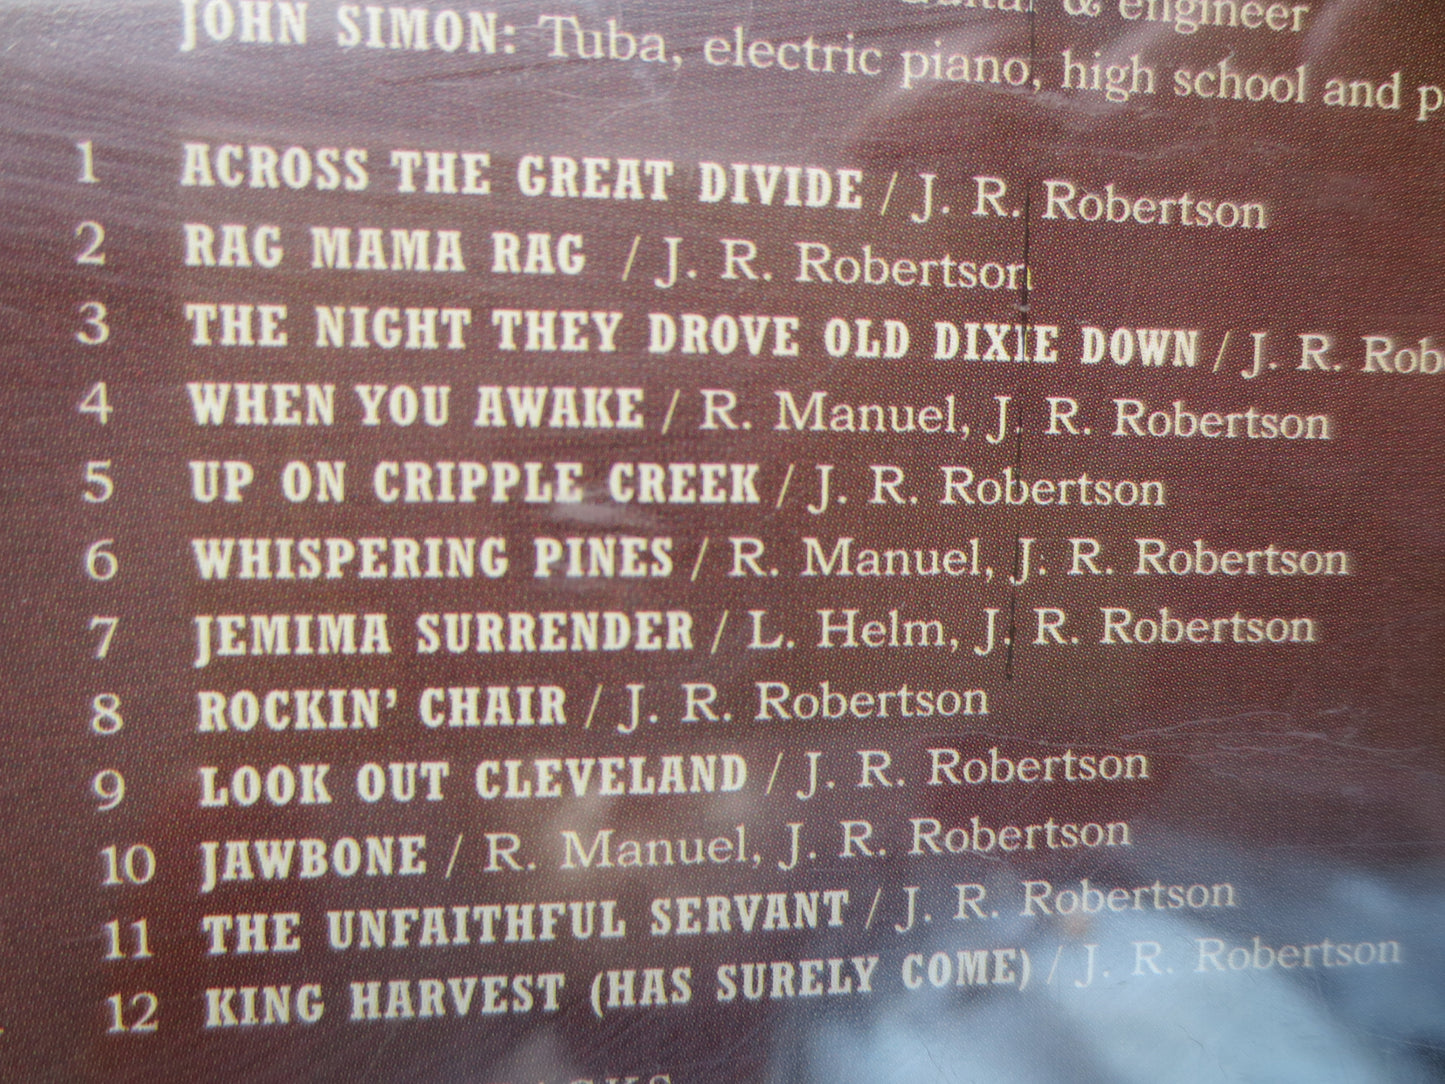 & engineer
JOHN SIMON: Tuba, electric piano, high school and
1 ACROSS THE GREAT DIVIDE / J. R. Robertson
2 RAG MAMA RAG / J. R. Robertson
3 THE NIGHT THEY DROVE OLD DIXIE DOWN / J. R. Rob
4 WHEN YOU AWAKE / R. Manuel, J. R. Robertson
5 UP ON CRIPPLE CREEK / J. R. Robertson
6 WHISPERING PINES / R. Manuel, J. R. Robertson
7 JEMIMA SURRENDER / L. Helm, J. R. Robertson
8 ROCKIN' CHAIR / J. R. Robertson
9 LOOK OUT CLEVELAND / J. R. Robertson
10 JAWBONE / R. Manuel, J. R. Robertson
11 THE UNFAITHFUL SERVANT / J. R. Robertson
12 KING HARVEST (HAS SURELY COME) / J. R. Robertson